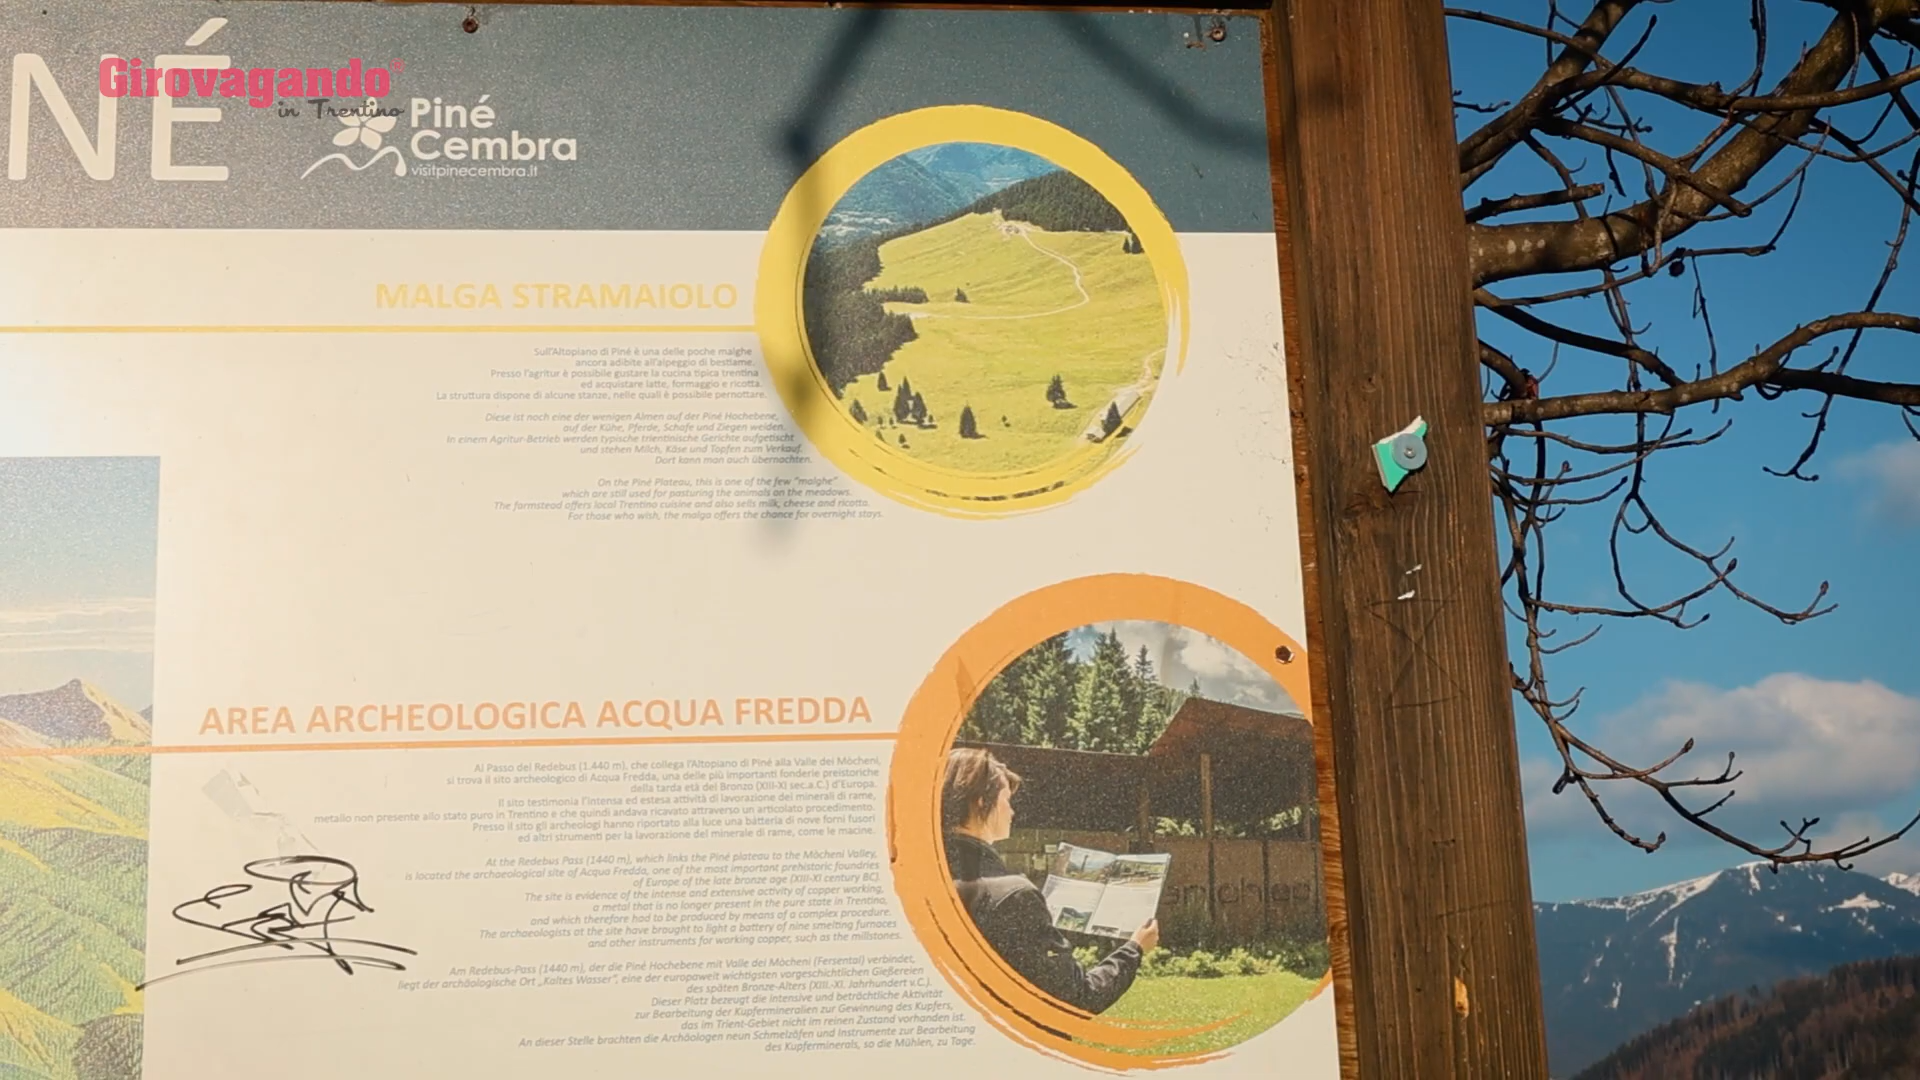 NÉ
Girovagando®
in Trentino
Piné
Cembra
visitpinecembra.it
MALGA STRAMAIOLO
Sull'Altopiano di Piné è una delle poche malghe
ancora adibite all'alpeggio di bestiame.
Presso l'agritur è possibile gustare la cucina tipica trentina
ed acquistare latte, formaggio e ricotta.
La struttura dispone di alcune stanze, nelle quali è possibile pernottare.
Diese ist noch eine der wenigen Almen auf der Piné Hochebene,
auf der Kühe, Pferde, Schafe und Ziegen weiden.
In einem Agritur-Betrieb werden typische trientinische Gerichte aufgetischt
und stehen Milch, Käse und Topfen zum Verkauf.
Dort kann man auch übernachten.
On the Piné Plateau, this is one of the few "malghe"
which are still used for pasturing the animals on the meadows.
The farmstead offers local Trentino cuisine and also sells milk, cheese and ricotta.
For those who wish, the malga offers the chance for overnight stays.
AREA ARCHEOLOGICA ACQUA FREDDA
Al Passo del Redebus (1.440 m), che collega l'Altopiano di Piné alla Valle dei Mòcheni,
si trova il sito archeologico di Acqua Fredda, una delle più importanti fonderie preistoriche
della tarda età del Bronzo (XIII-XI sec.a.C.) d'Europa.
Il sito testimonia l'intensa ed estesa attività di lavorazione dei minerali di rame,
metallo non presente allo stato puro in Trentino e che quindi andava ricavato attraverso un articolato procedimento.
Presso il sito gli archeologi hanno riportato alla luce una batteria di nove forni fusori
ed altri strumenti per la lavorazione del minerale di rame, come le macine.
At the Redebus Pass (1440 m), which links the Piné plateau to the Mòcheni Valley,
is located the archaeological site of Acqua Fredda, one of the most important prehistoric foundries
of Europe of the late bronze age (XIII-XI century BC).
The site is evidence of the intense and extensive activity of copper working,
a metal that is no longer present in the pure state in Trentino,
and which therefore had to be produced by means of a complex procedure.
The archaeologists at the site have brought to light a battery of nine smelting furnaces
and other instruments for working copper, such as the millstones.
Am Redebus-Pass (1440 m), der die Piné Hochebene mit Valle dei Mòcheni (Fersental) verbindet,
liegt der archäologische Ort „Kaltes Wasser", eine der europaweit wichtigsten vorgeschichtlichen Gießereien
des späten Bronze-Alters (XIII.-XI. Jahrhundert v.C.).
Dieser Platz bezeugt die intensive und beträchtliche Aktivität
zur Bearbeitung der Kupfermineralien zur Gewinnung des Kupfers,
das im Trient-Gebiet nicht im reinen Zustand vorhanden ist.
An dieser Stelle brachten die Archäologen neun Schmelzöfen und Instrumente zur Bearbeitung
des Kupferminerals, so die Mühlen, zu Tage.